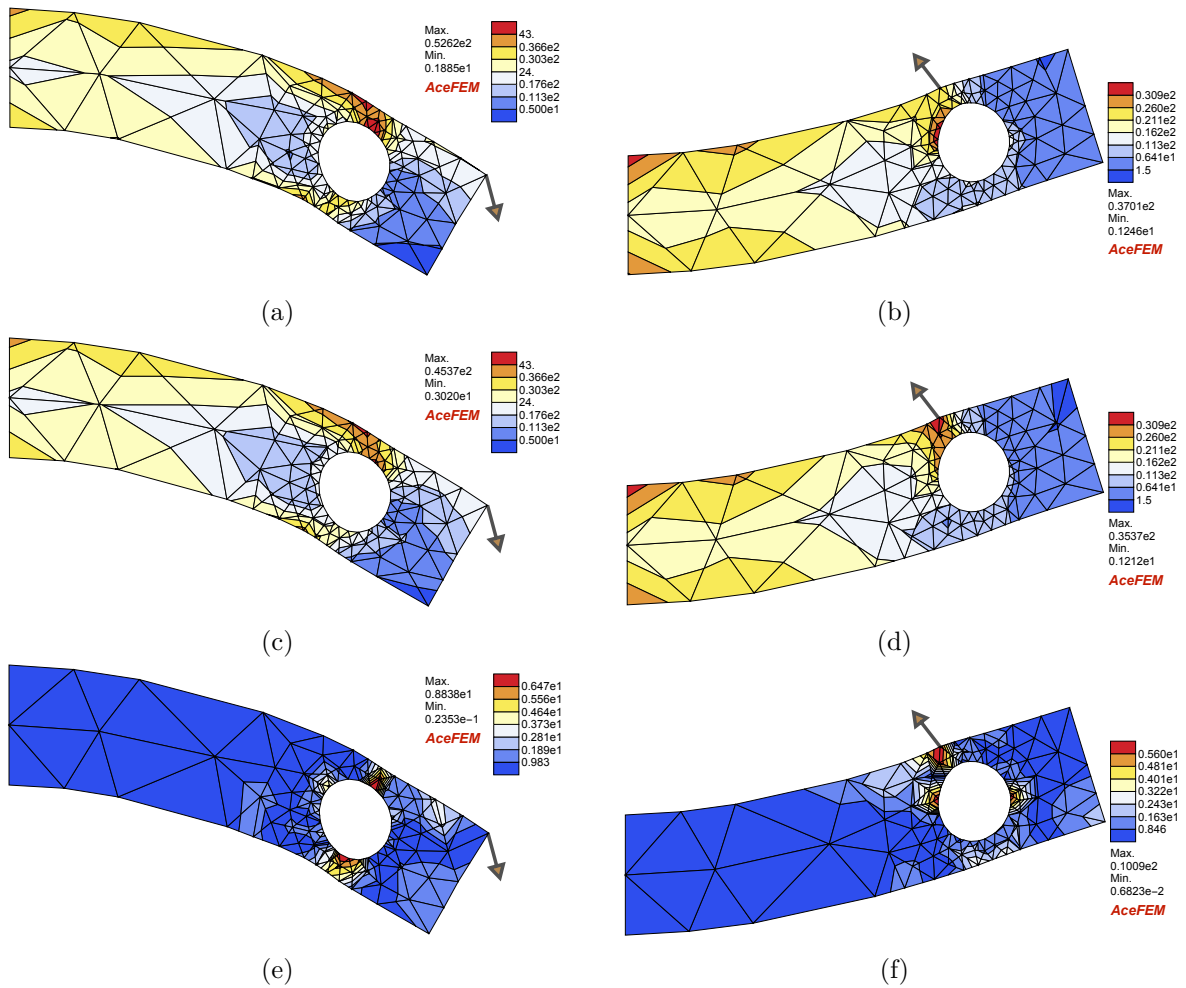 Max.
0.5262e2
Min.
0.1885e1
AceFEM
43.
0.366e2
0.303e2
24.
0.176e2
0.113e2
0.500e1
(a)
0.309e2
0.260e2
0.211e2
0.162e2
0.113e2
0.641e1
1.5
Max.
0.3701e2
Min.
0.1246e1
AceFEM
(b)
Max.
0.4537e2
Min.
0.3020e1
AceFEM
43.
0.366e2
0.303e2
24.
0.176e2
0.113e2
0.500e1
(c)
0.309e2
0.260e2
0.211e2
0.162e2
0.113e2
0.641e1
1.5
Max.
0.3537e2
Min.
0.1212e1
AceFEM
(d)
Max.
0.8838e1
Min.
0.2353e−1
AceFEM
0.647e1
0.556e1
0.464e1
0.373e1
0.281e1
0.189e1
0.983
(e)
0.560e1
0.481e1
0.401e1
0.322e1
0.243e1
0.163e1
0.846
Max.
0.1009e2
Min.
0.6823e−2
AceFEM
(f)